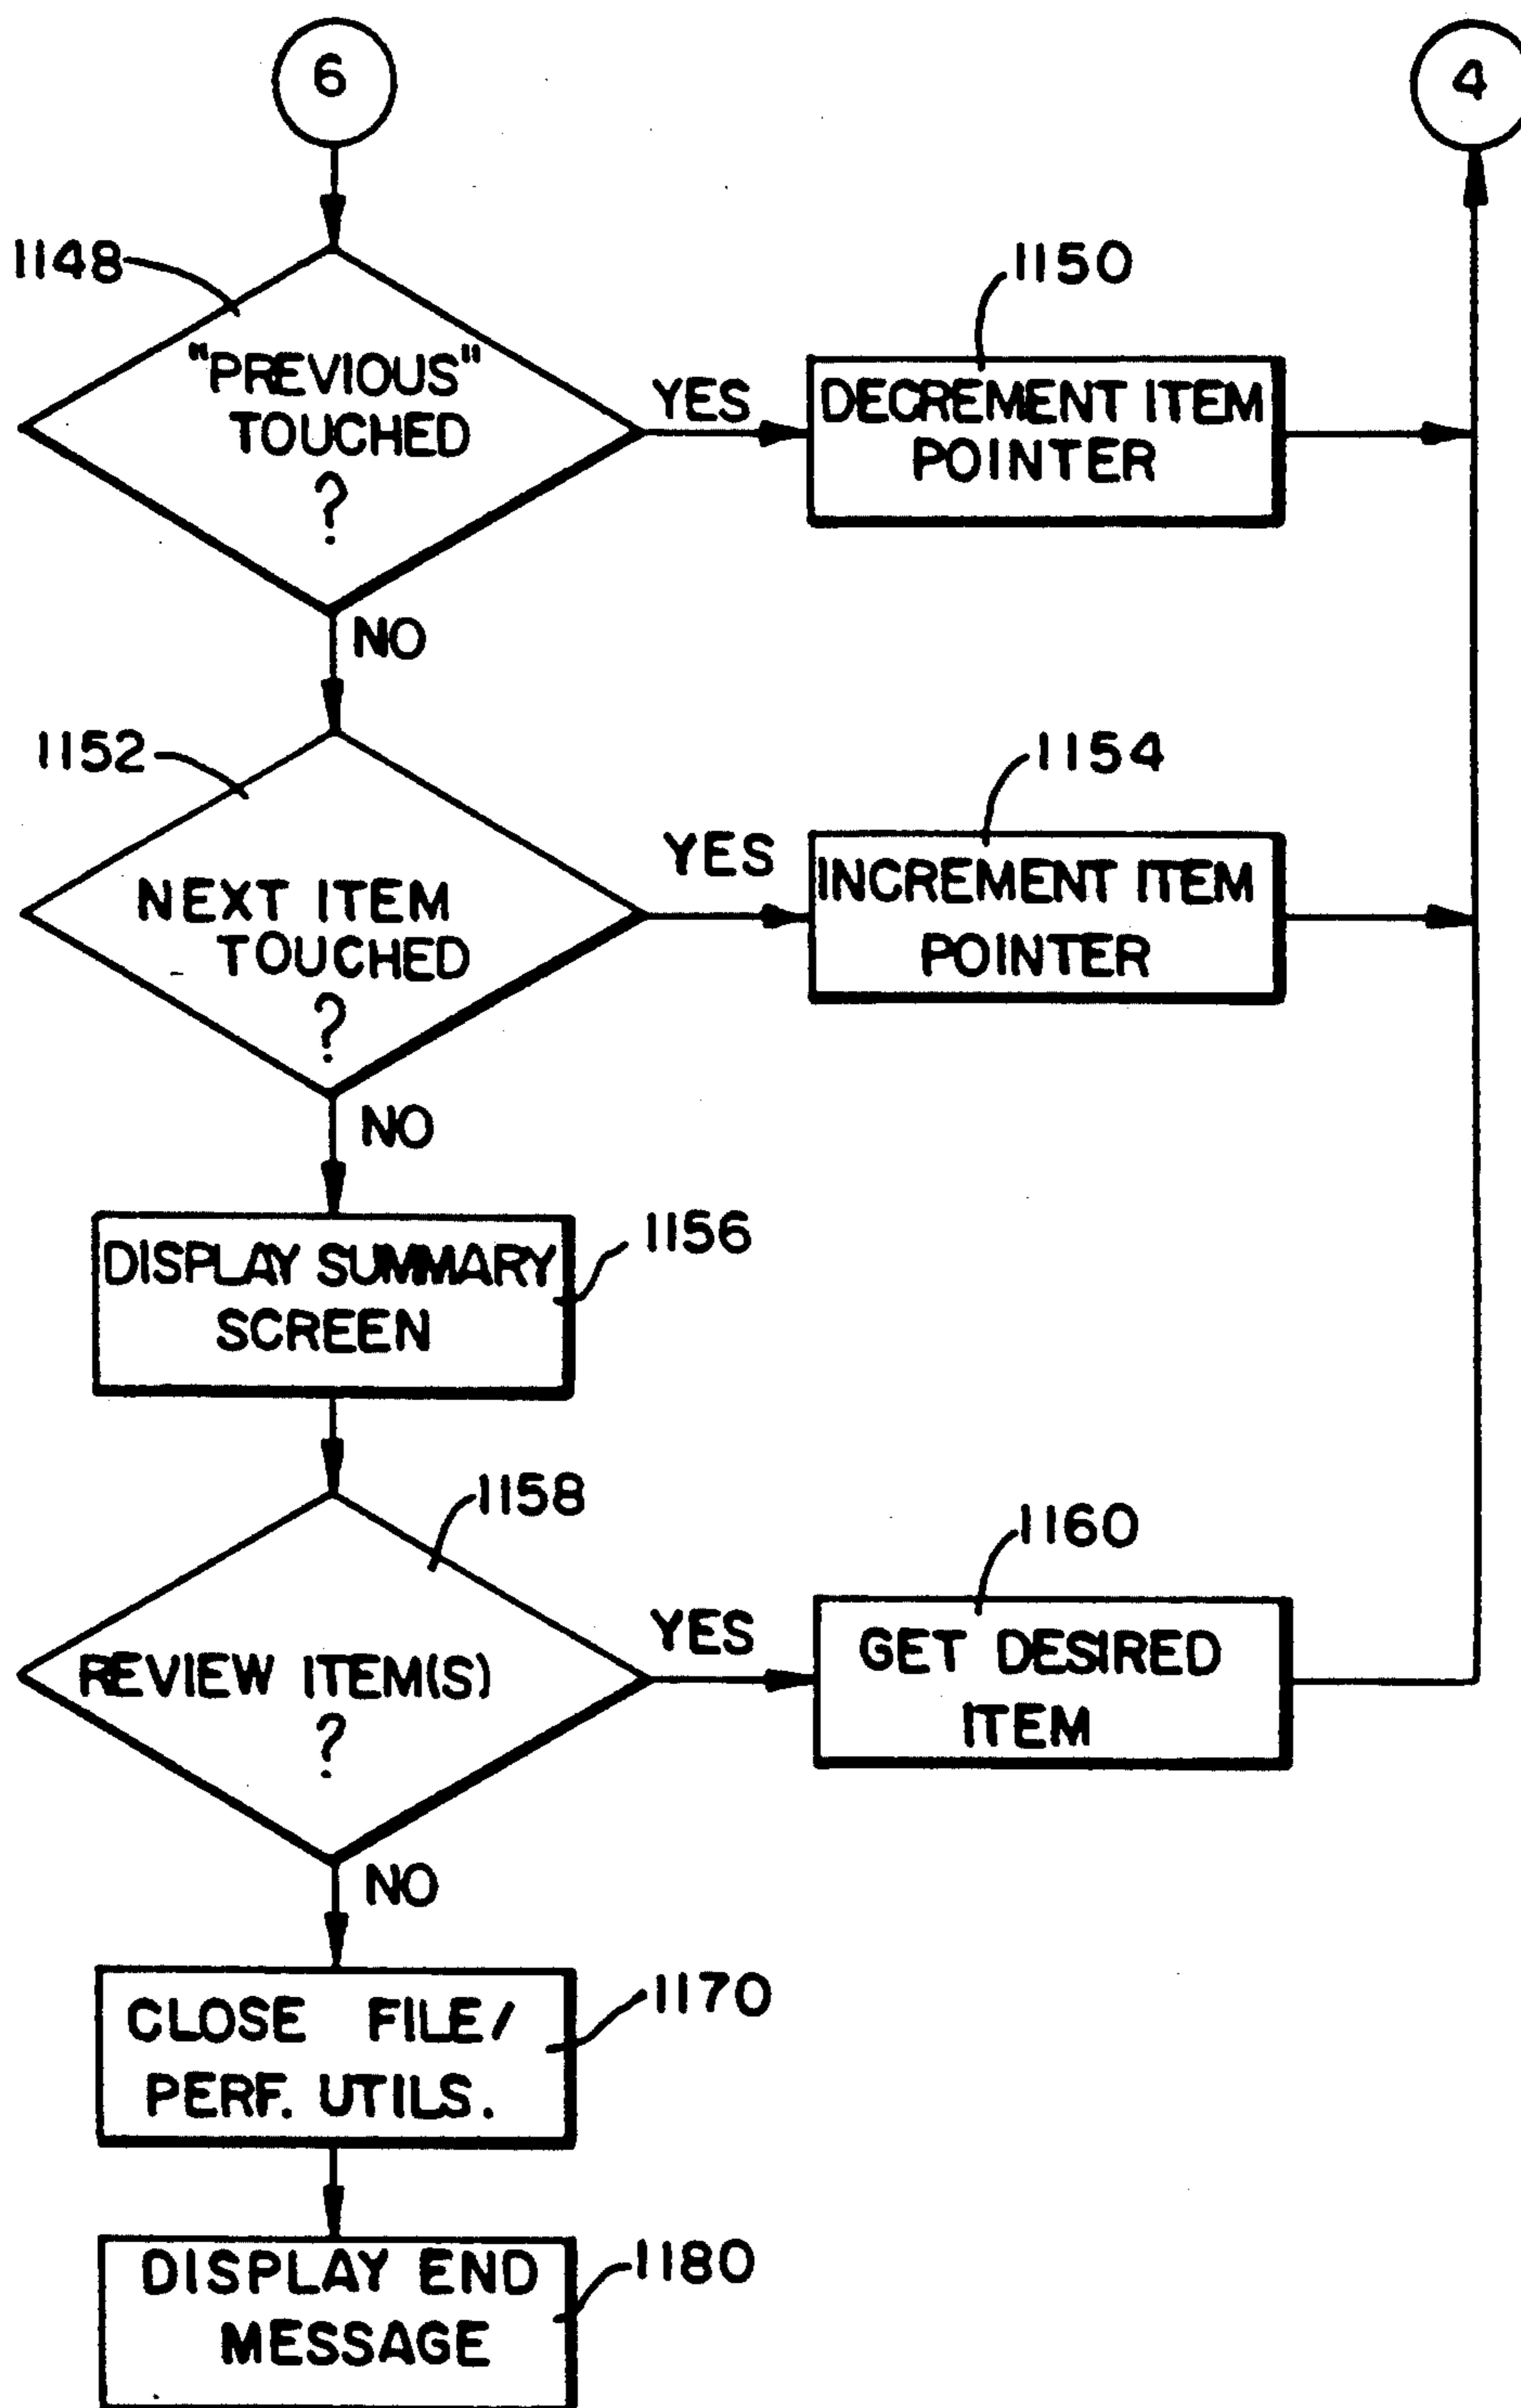 6
4
1148
"PREVIOUS"
TOUCHED
?
YES
1150
DECREMENT ITEM
POINTER
NO
1152
NEXT ITEM
TOUCHED
?
YES
1154
INCREMENT ITEM
POINTER
NO
DISPLAY SUMMARY
SCREEN
1156
1158
REVIEW ITEM(S)
?
YES
1160
GET DESIRED
ITEM
NO
CLOSE FILE/
PERF. UTILS.
1170
DISPLAY END
MESSAGE
1180